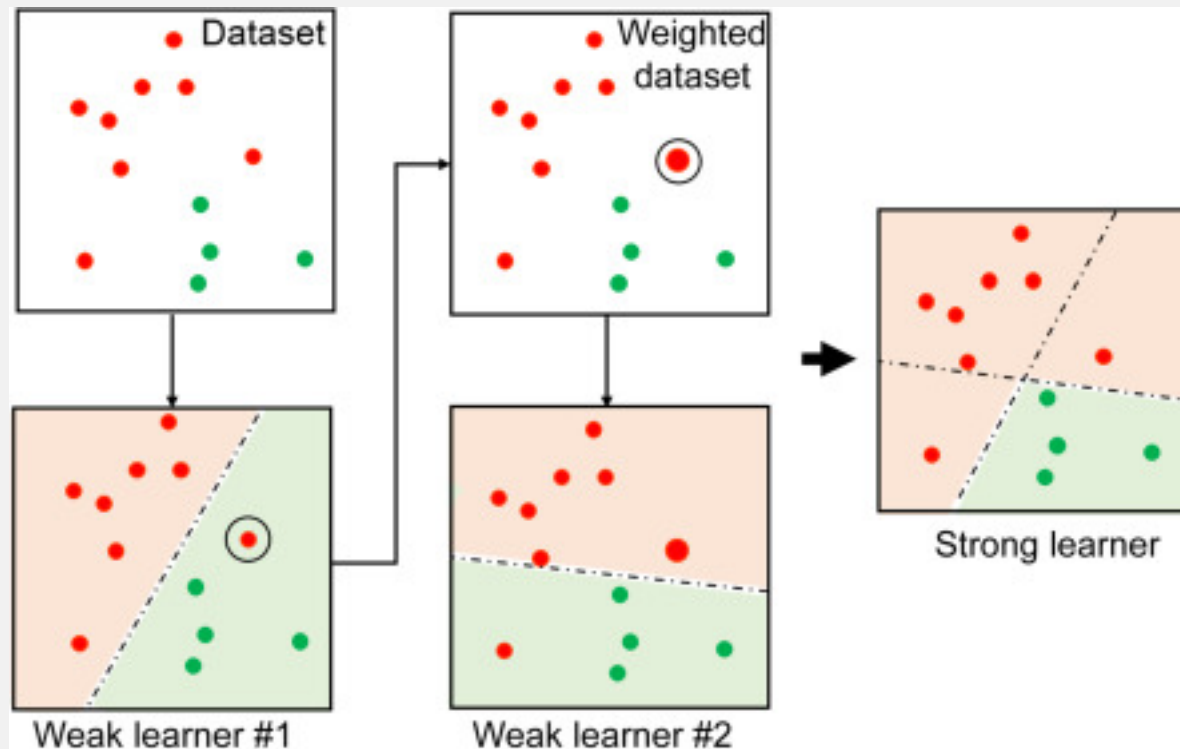 Dataset
Weighted
dataset
Weak learner #1
Weak learner #2
Strong learner